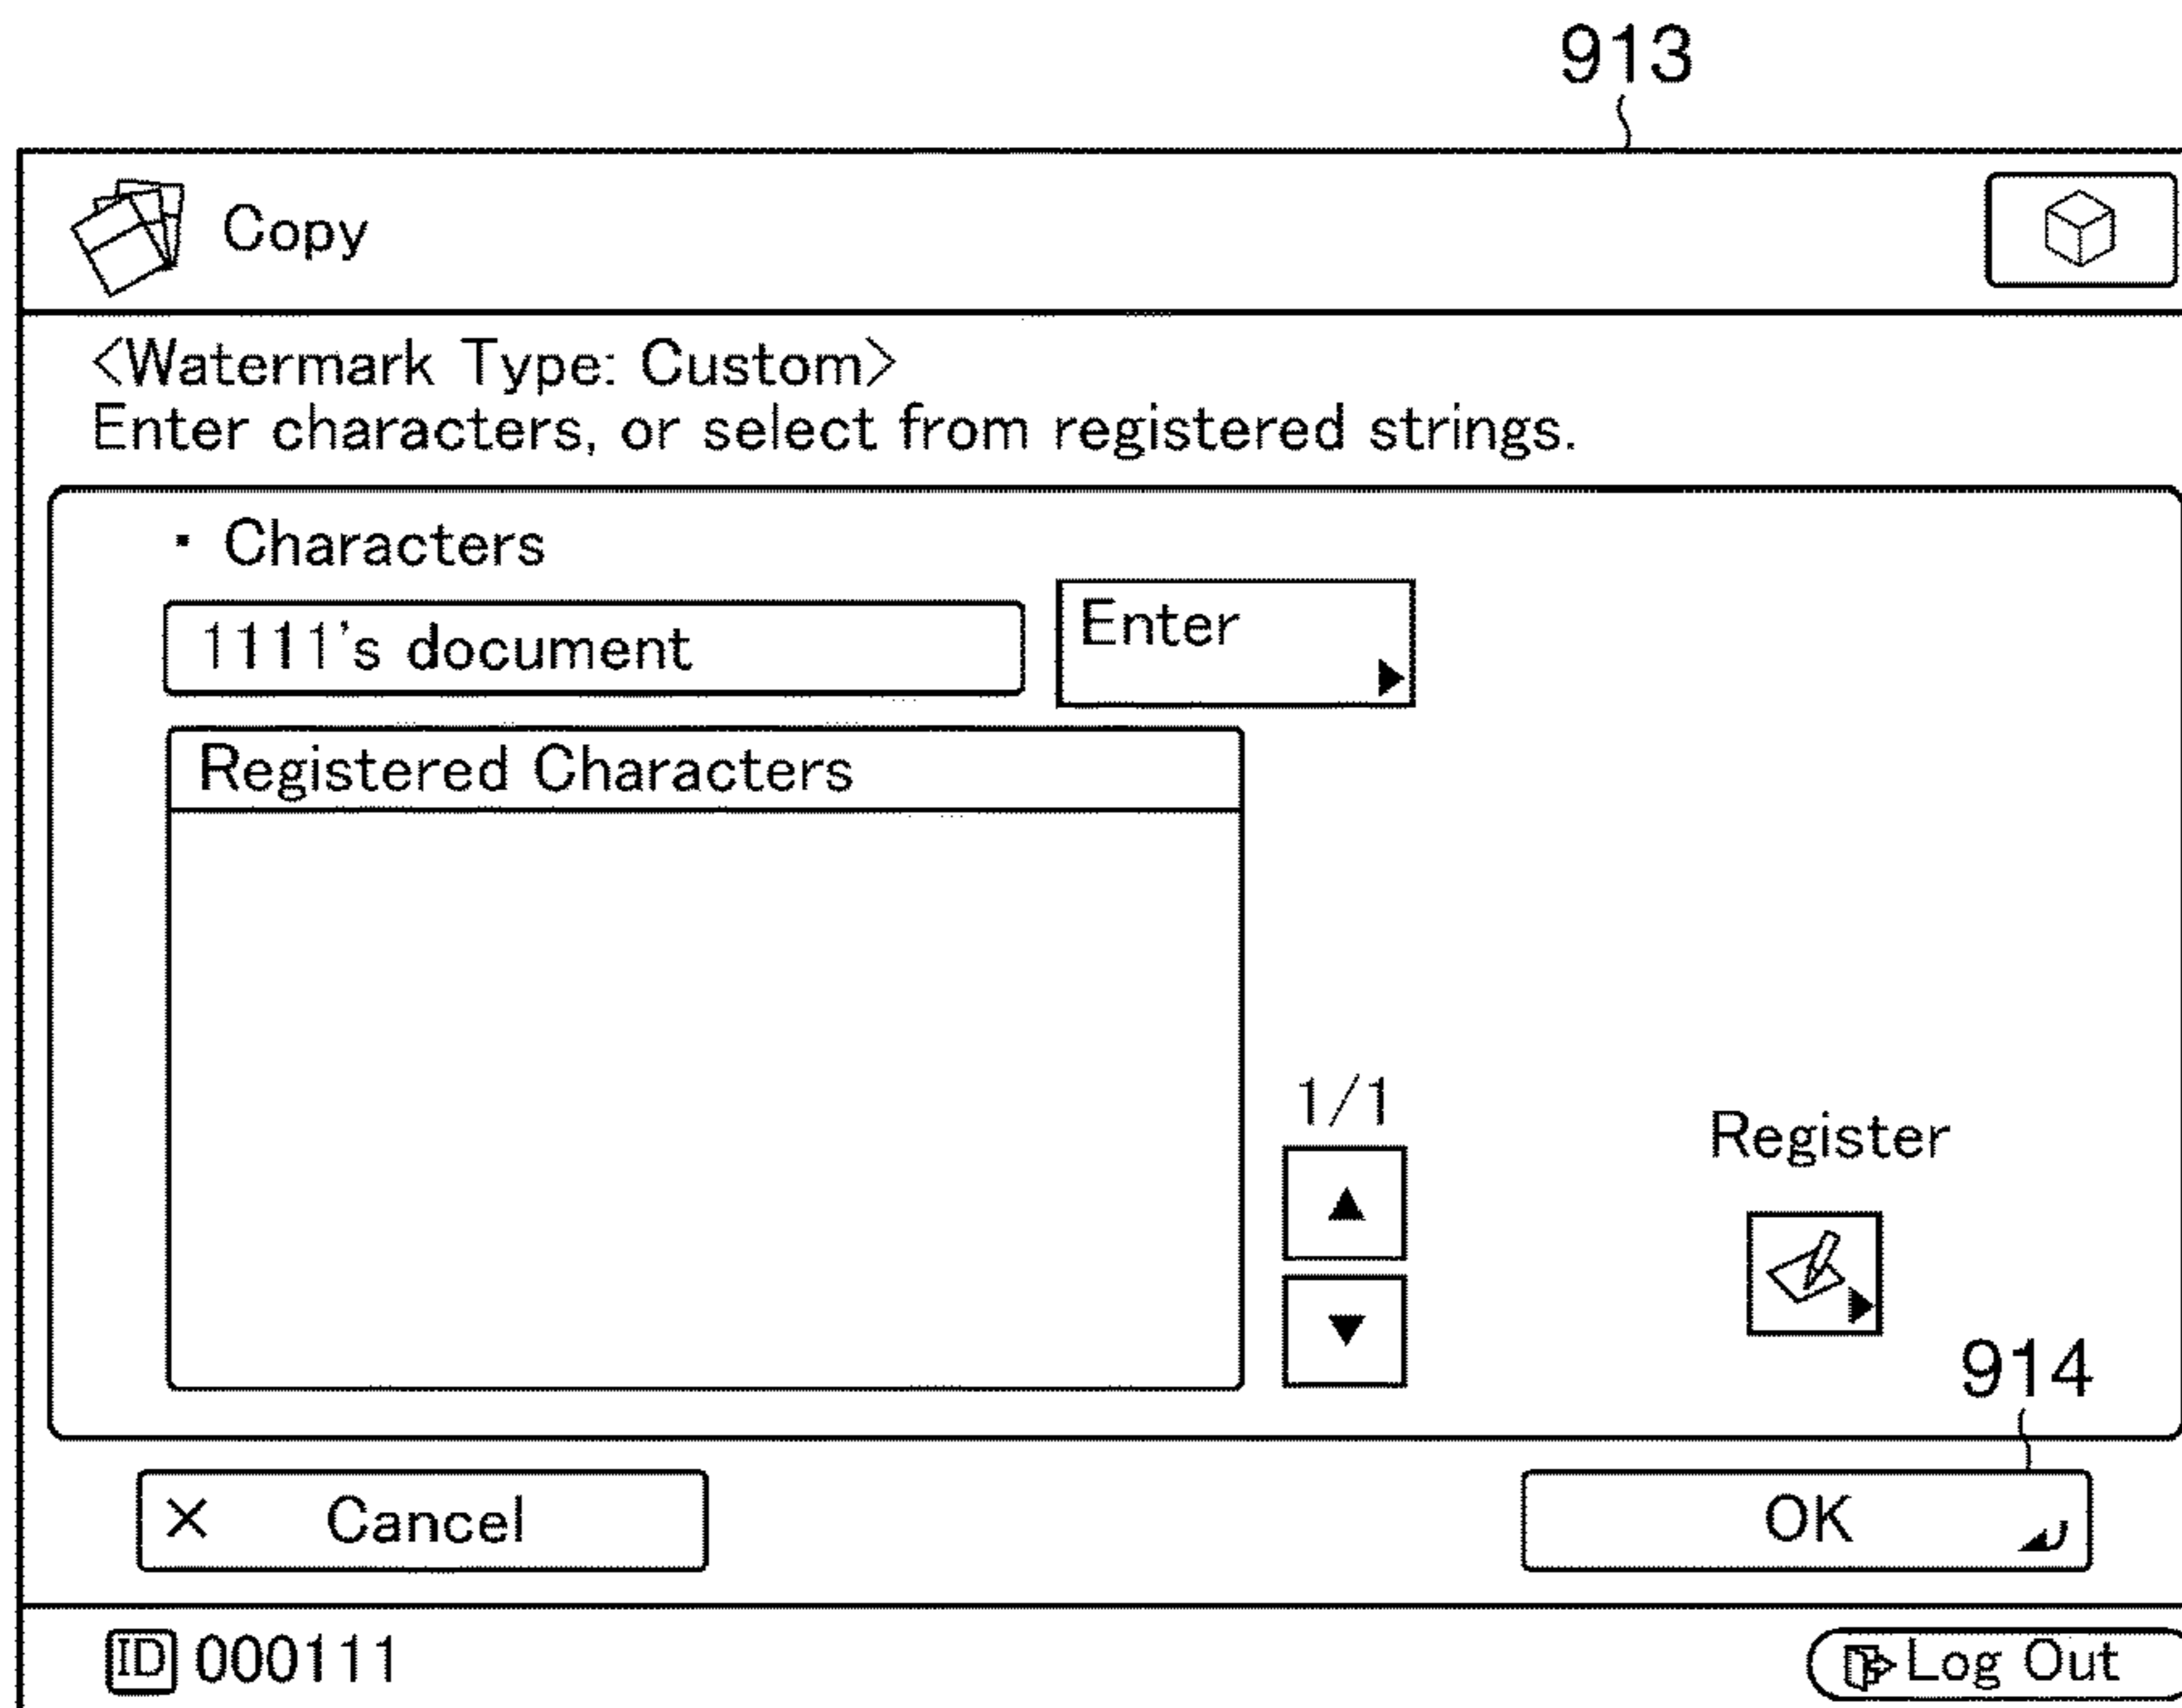 913
Copy
<Watermark Type: Custom>
Enter characters, or select from registered strings.
▪ Characters
1111's document
Enter
Registered Characters
1/1
Register
914
× Cancel
OK
ID 000111
Log Out